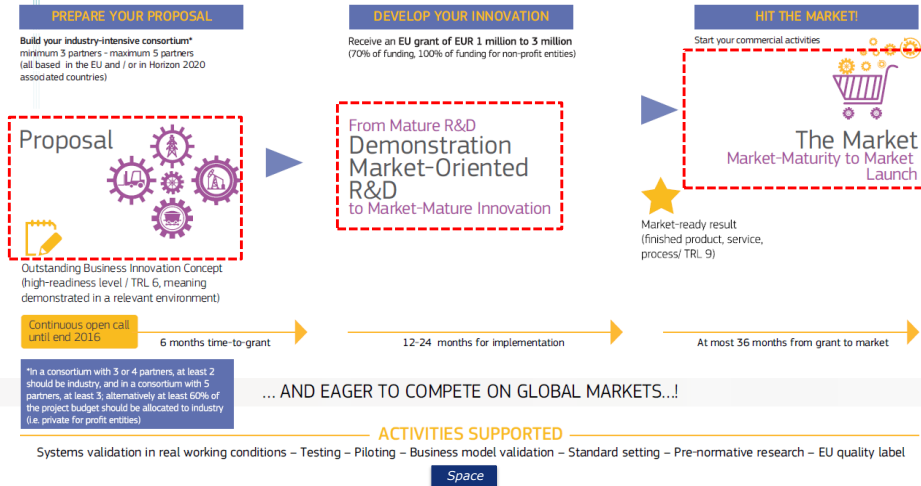 PREPARE YOUR PROPOSAL
Build your industry-intensive consortium*
minimum 3 partners - maximum 5 partners
(all based in the EU and / or in Horizon 2020
associated countries)
Proposal
Outstanding Business Innovation Concept
(high-readiness level / TRL 6, meaning
demonstrated in a relevant environment)
Continuous open call
until end 2016
6 months time-to-grant
*In a consortium with 3 or 4 partners, at least 2
should be industry, and in a consortium with 5
partners, at least 3; alternatively at least 60% of
the project budget should be allocated to industry
(i.e. private for profit entities)
DEVELOP YOUR INNOVATION
Receive an EU grant of EUR 1 million to 3 million
(70% of funding, 100% of funding for non-profit entities)
From Mature R&D
Demonstration
Market-Oriented
R&D
to Market-Mature Innovation
12-24 months for implementation
HIT THE MARKET!
Start your commercial activities
The Market
Market-Maturity to Market
Launch
Market-ready result
(finished product, service,
process/ TRL 9)
At most 36 months from grant to market
... AND EAGER TO COMPETE ON GLOBAL MARKETS...!
ACTIVITIES SUPPORTED
Systems validation in real working conditions – Testing – Piloting – Business model validation – Standard setting – Pre-normative research – EU quality label
Space